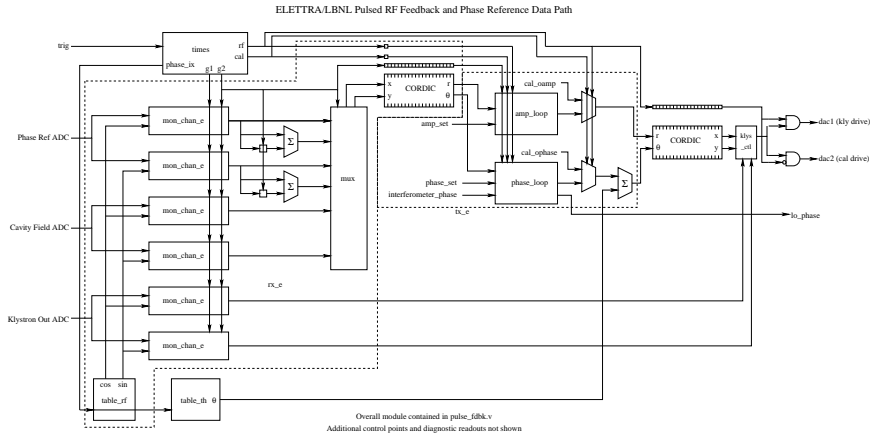 ELETTRA/LBNL Pulsed RF Feedback and Phase Reference Data Path
trig
times
rf
cal
phase_ix
g1 g2
x
y
CORDIC
r
θ
cal_oamp
Phase Ref ADC
mon_chan_e
Σ
amp_set
amp_loop
r
θ
CORDIC
x
y
klys
_ctl
dac1 (kly drive)
mon_chan_e
Σ
mux
cal_ophase
dac2 (cal drive)
phase_set
interferometer_phase
phase_loop
Σ
mon_chan_e
tx_e
lo_phase
Cavity Field ADC
mon_chan_e
rx_e
mon_chan_e
Klystron Out ADC
mon_chan_e
cos sin
table_rf
table_th θ
Overall module contained in pulse_fdbk.v
Additional control points and diagnostic readouts not shown